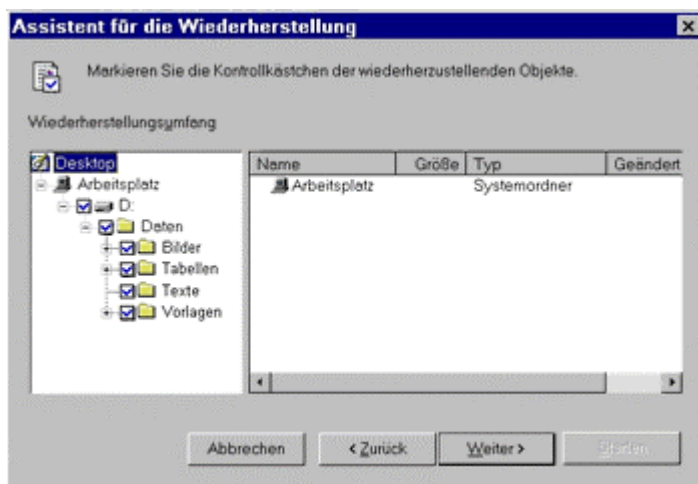 Assistent für die Wiederherstellung
Markieren Sie die Kontrollkästchen der wiederherzustellenden Objekte.
Wiederherstellungsumfang
Desktop
Arbeitsplatz
D:
Daten
Bilder
Tabellen
Texte
Vorlagen
Name Größe Typ Geändert
Arbeitsplatz Systemordner
Abbrechen < Zurück Weiter > Starten